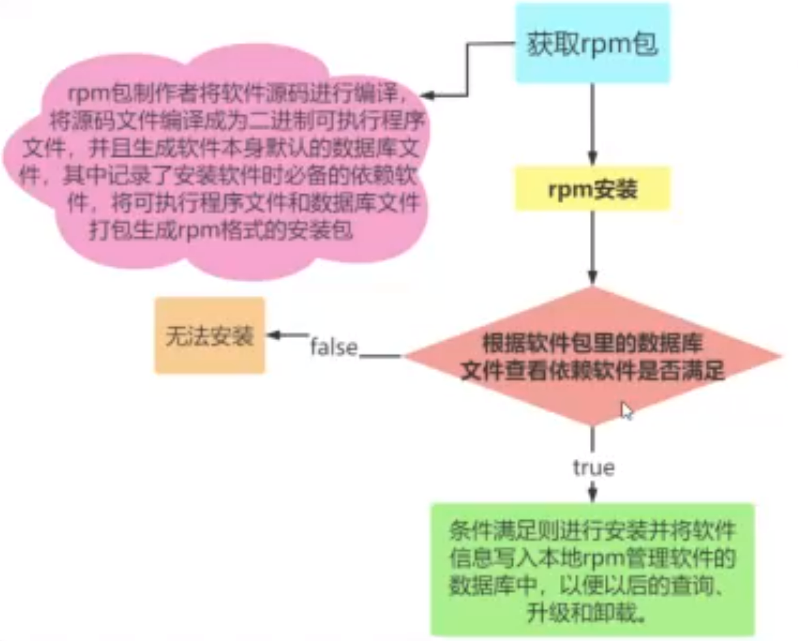 获取rpm包
rpm包制作者将软件源码进行编译，
将源码文件编译成为二进制可执行程序
文件，并且生成软件本身默认的数据库文
件，其中记录了安装软件时必备的依赖软
件，将可执行程序文件和数据库文件
打包生成rpm格式的安装包
rpm安装
根据软件包里的数据库
文件查看依赖软件是否满足
false
无法安装
true
条件满足则进行安装并将软件
信息写入本地rpm管理软件的
数据库中，以便以后的查询、
升级和卸载。